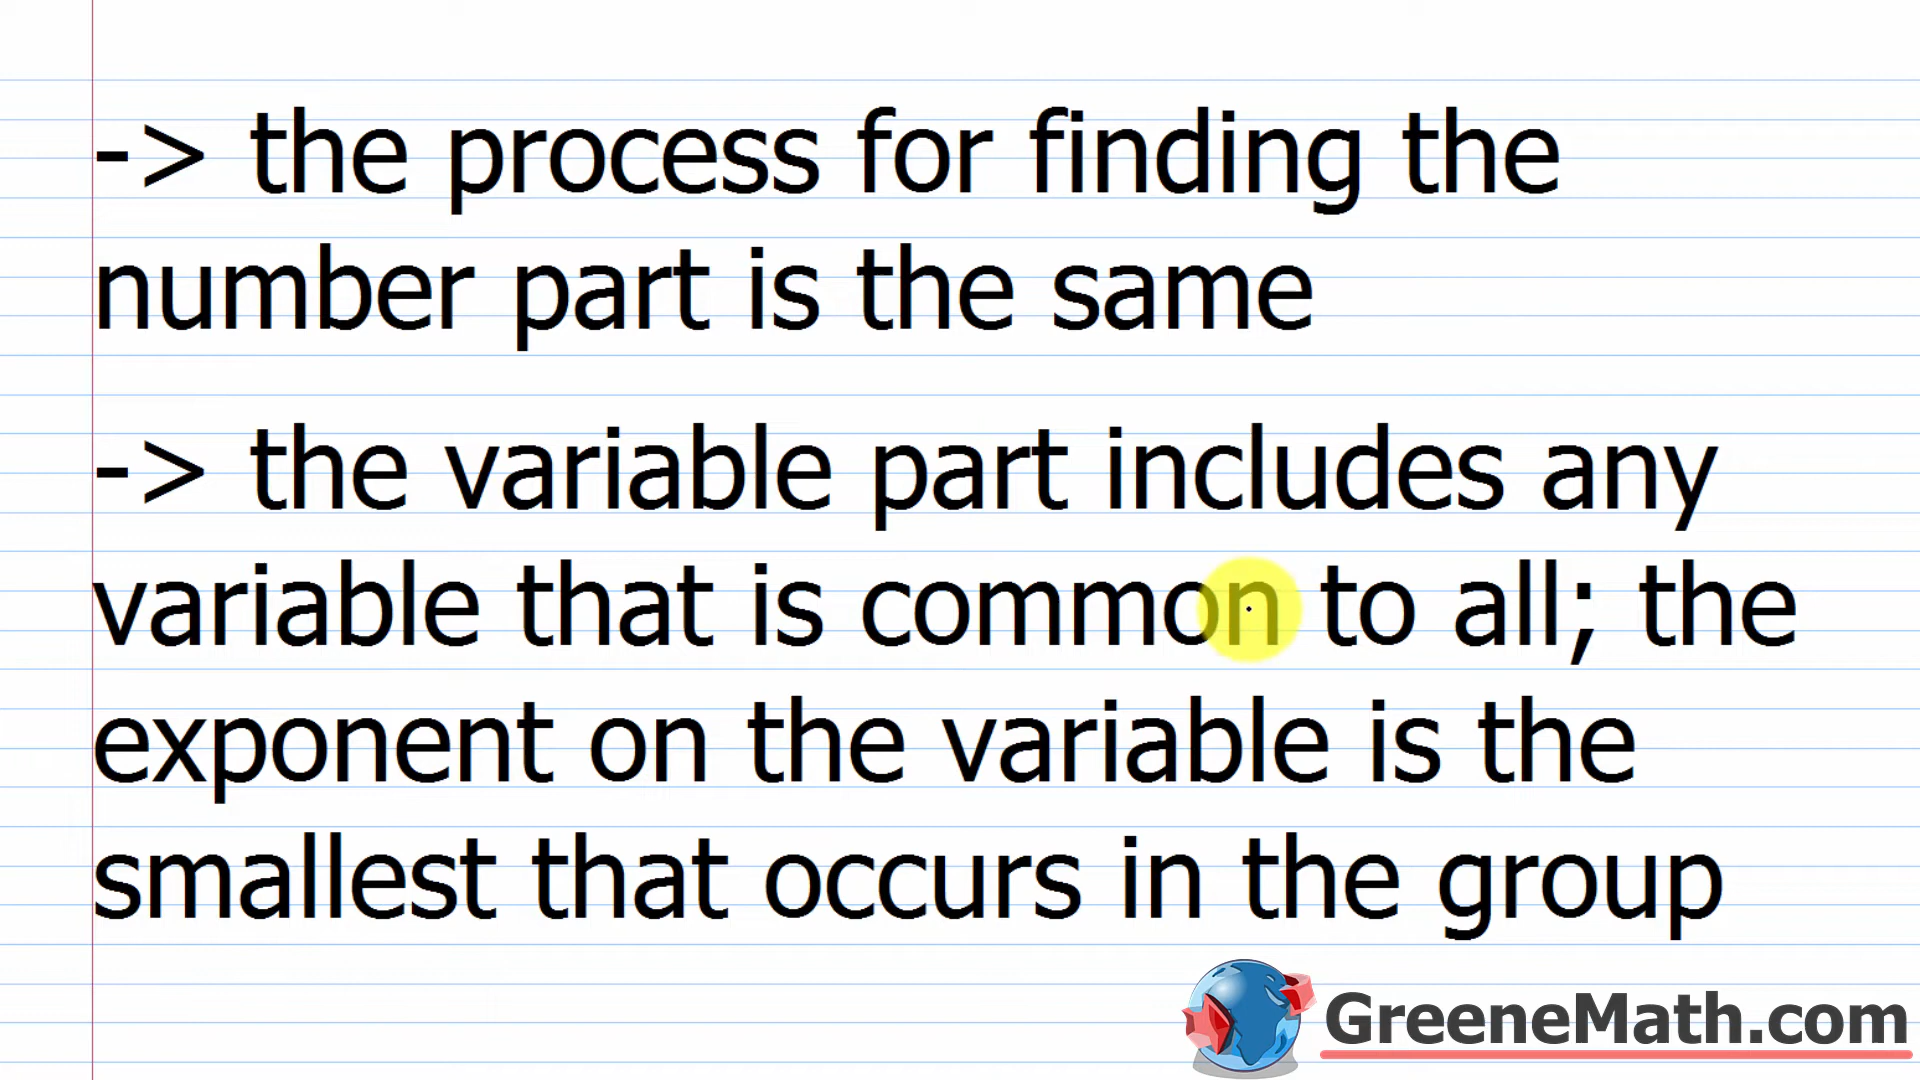 -> the process for finding the
number part is the same
-> the variable part includes any
variable that is common to all; the
exponent on the variable is the
smallest that occurs in the group
GreeneMath.com